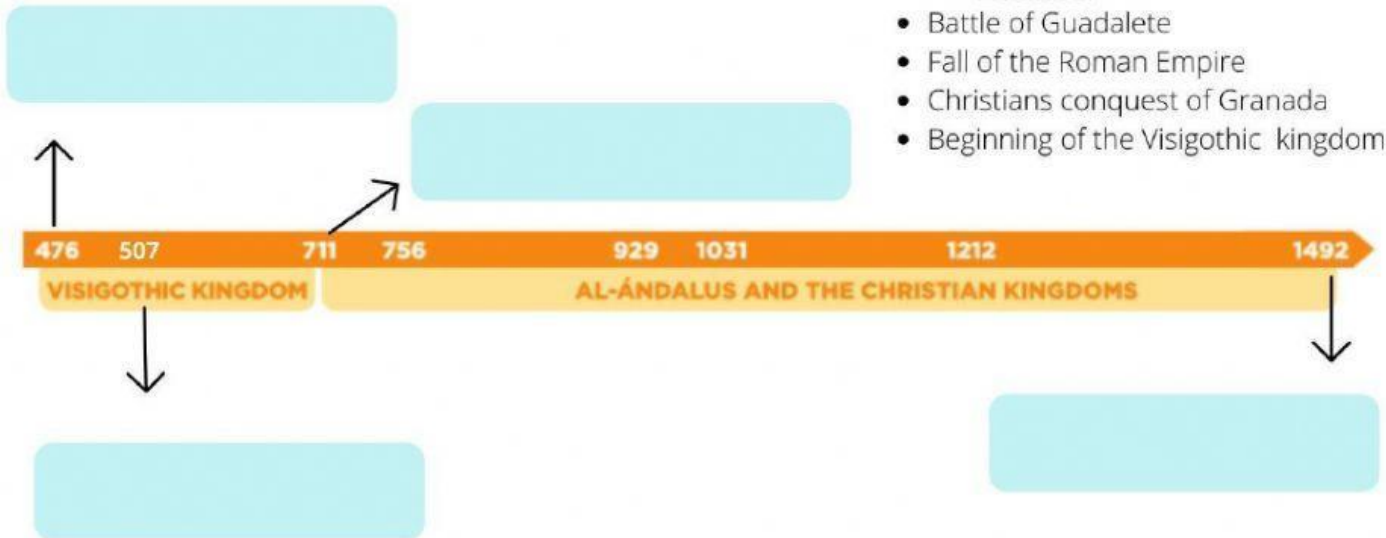 • Battle of Guadalete
• Fall of the Roman Empire
• Christians conquest of Granada
• Beginning of the Visigothic kingdom
476 507 711 756 929 1031 1212 1492
VISIGOTHIC KINGDOM AL-ÁNDALUS AND THE CHRISTIAN KINGDOMS